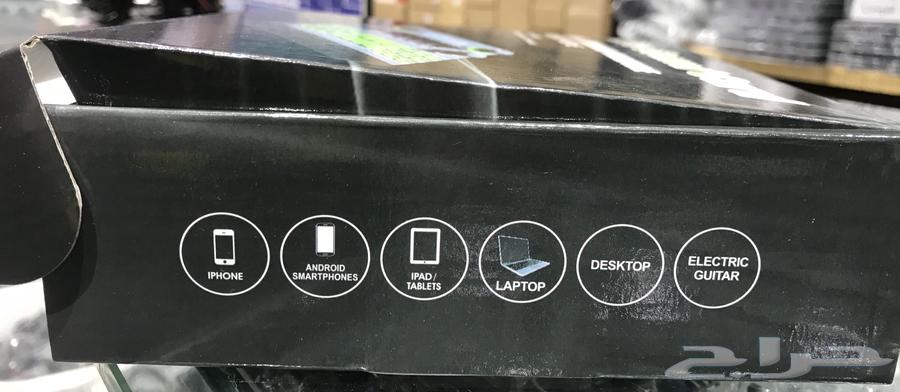 IPHONE
ANDROID
SMARTPHONES
IPAD /
TABLETS
LAPTOP
DESKTOP
ELECTRIC
GUITAR
حراج